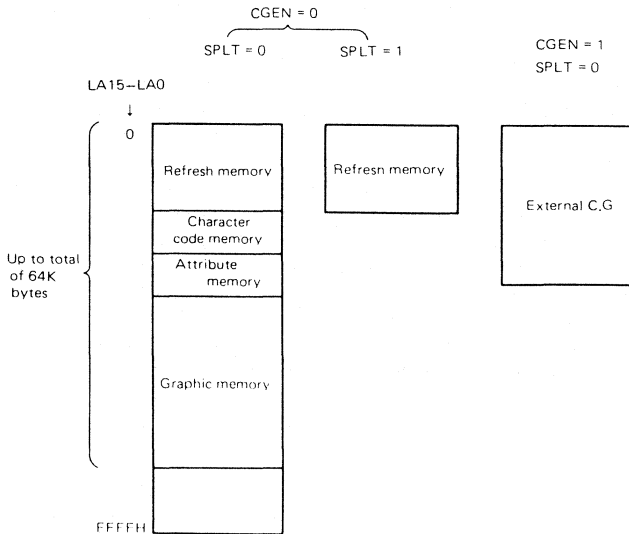 CGEN = 0
SPLT = 0
SPLT = 1
CGEN = 1
SPLT = 0
LA15–LA0
↓
0
Refresh memory
Refresh memory
External C.G
Character
code memory
Attribute
memory
Up to total
of 64K
bytes
Graphic memory
FFFFH